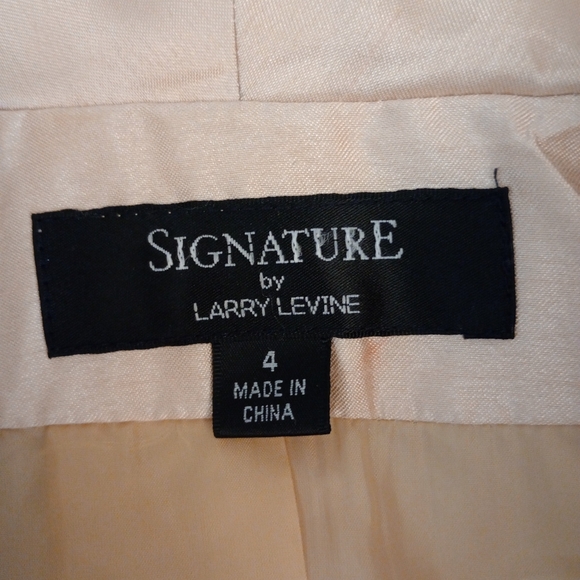 SIGNATURE
by
LARRY LEVINE
4
MADE IN
CHINA